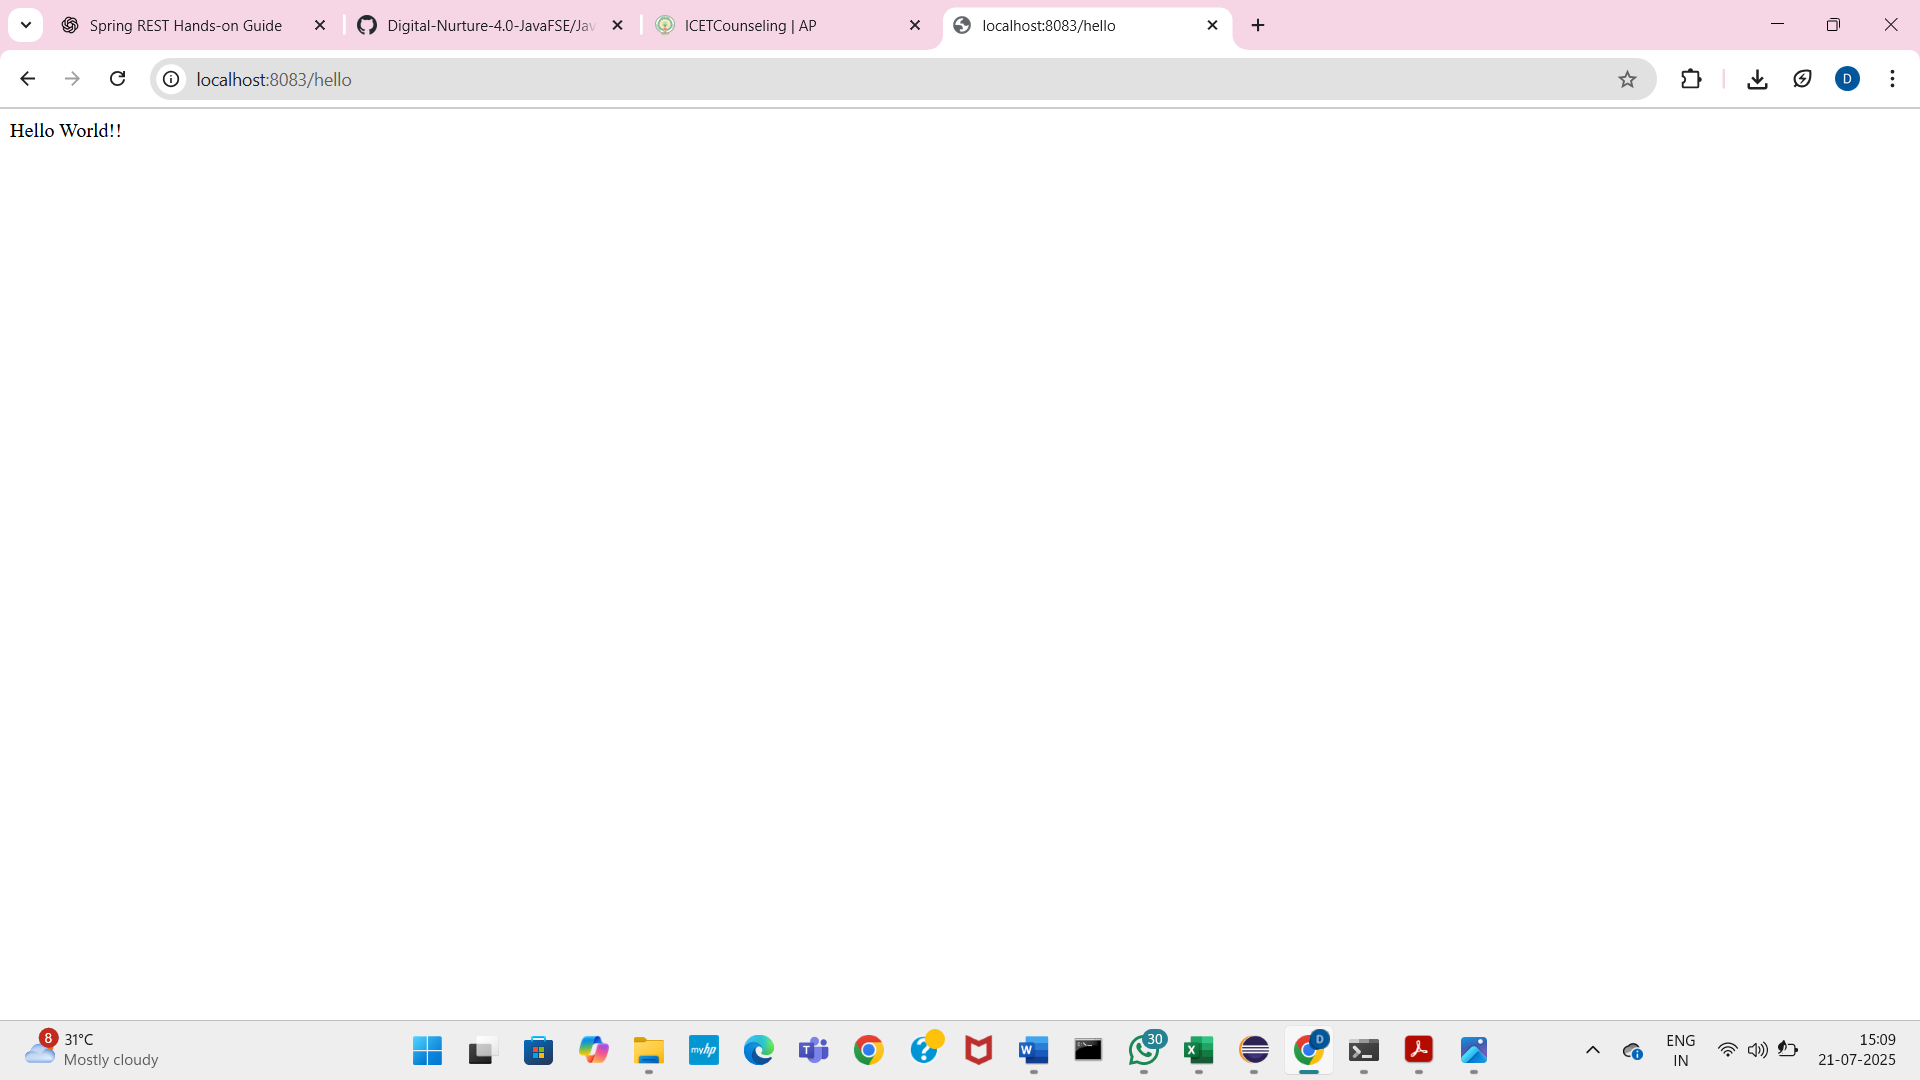 Spring REST Hands-on Guide
Digital-Nurture-4.0-JavaFSE/Jav
ICETCounseling | AP
localhost:8083/hello
localhost:8083/hello
D
Hello World!!
8
31°C
Mostly cloudy
myhp
T
?
W
30
X
D
ENG
IN
15:09
21-07-2025